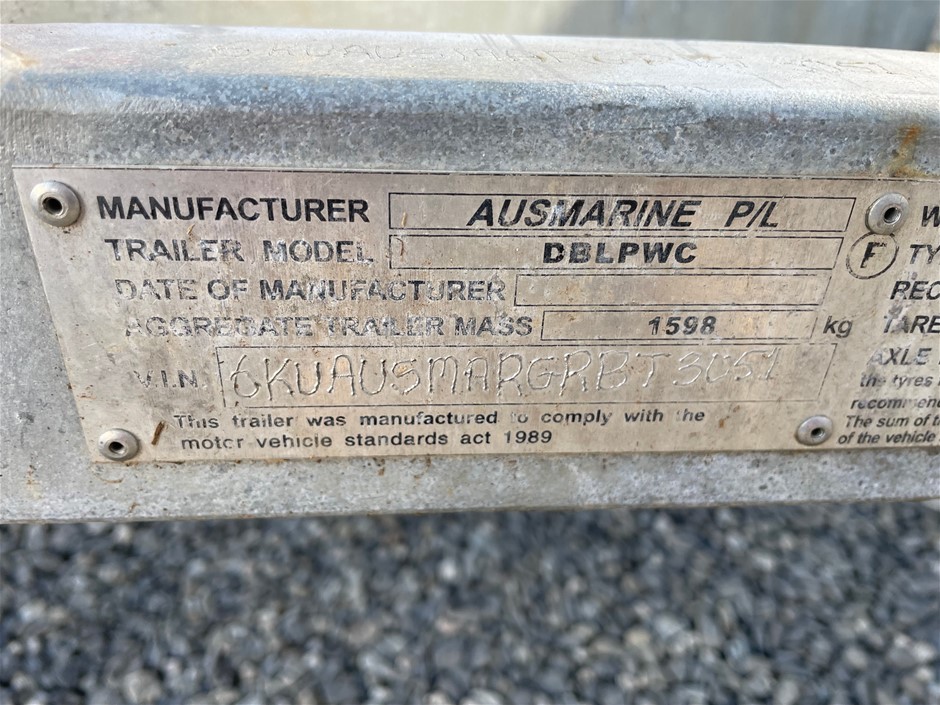 MANUFACTURER AUSMARINE P/L
TRAILER MODEL DBLPWC
DATE OF MANUFACTURER
AGGREGATE TRAILER MASS 1598 kg
V.I.N. 6KUAUSMARGRBT3051
This trailer was manufactured to comply with the
motor vehicle standards act 1989
W
F TY
REC
TARE
AXLE
the tyres
recommen
The sum of t
of the vehicle